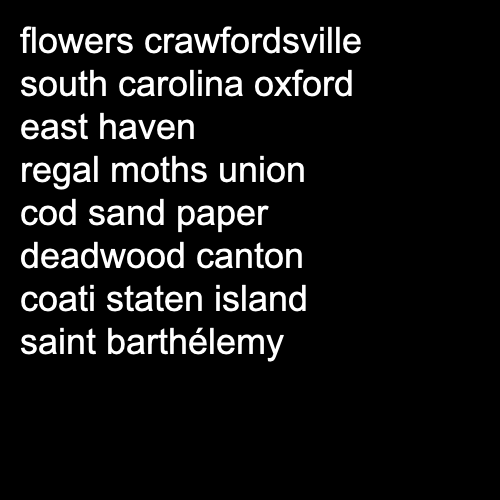 flowers crawfordsville
south carolina oxford
east haven
regal moths union
cod sand paper
deadwood canton
coati staten island
saint barthélemy